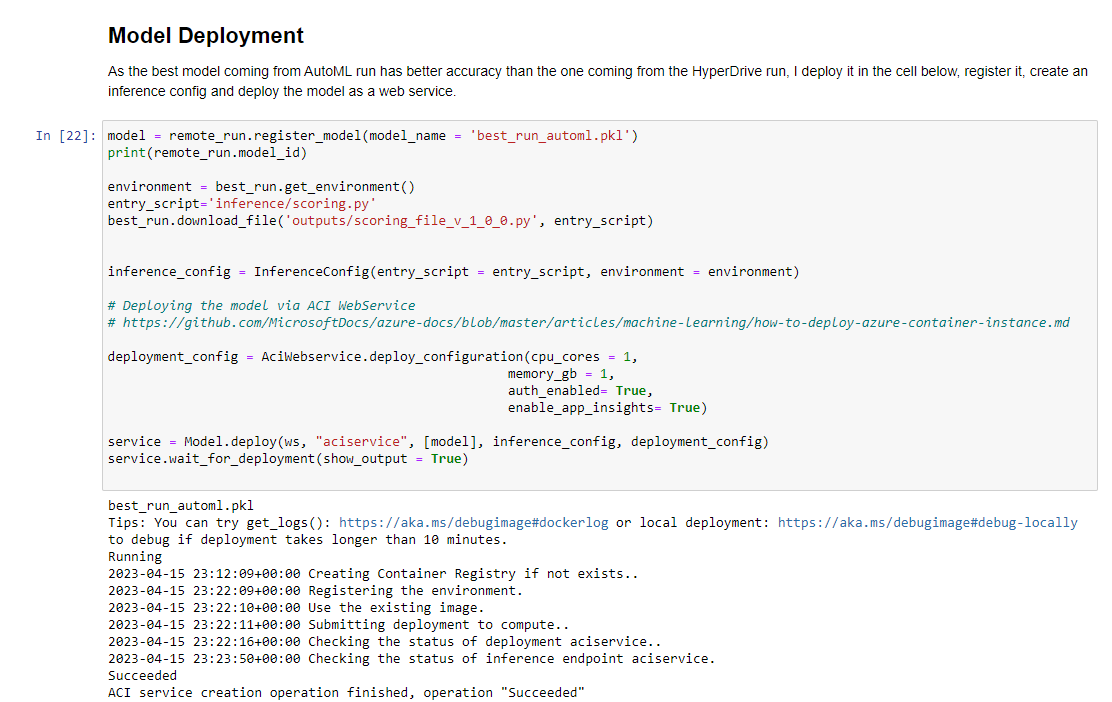 Model Deployment
As the best model coming from AutoML run has better accuracy than the one coming from the HyperDrive run, I deploy it in the cell below, register it, create an
inference config and deploy the model as a web service.
In [22]:
model = remote_run.register_model(model_name = 'best_run_automl.pkl')
print(remote_run.model_id)
environment = best_run.get_environment()
entry_script='inference/scoring.py'
best_run.download_file('outputs/scoring_file_v_1_0_0.py', entry_script)
inference_config = InferenceConfig(entry_script = entry_script, environment = environment)
# Deploying the model via ACI WebService
# https://github.com/MicrosoftDocs/azure-docs/blob/master/articles/machine-learning/how-to-deploy-azure-container-instance.md
deployment_config = AciWebservice.deploy_configuration(cpu_cores = 1,
memory_gb = 1,
auth_enabled= True,
enable_app_insights= True)
service = Model.deploy(ws, "aciservice", [model], inference_config, deployment_config)
service.wait_for_deployment(show_output = True)
best_run_automl.pkl
Tips: You can try get_logs(): https://aka.ms/debugimage#dockerlog or local deployment: https://aka.ms/debugimage#debug-locally
to debug if deployment takes longer than 10 minutes.
Running
2023-04-15 23:12:09+00:00 Creating Container Registry if not exists..
2023-04-15 23:22:09+00:00 Registering the environment.
2023-04-15 23:22:10+00:00 Use the existing image.
2023-04-15 23:22:11+00:00 Submitting deployment to compute..
2023-04-15 23:22:16+00:00 Checking the status of deployment aciservice..
2023-04-15 23:23:50+00:00 Checking the status of inference endpoint aciservice.
Succeeded
ACI service creation operation finished, operation "Succeeded"